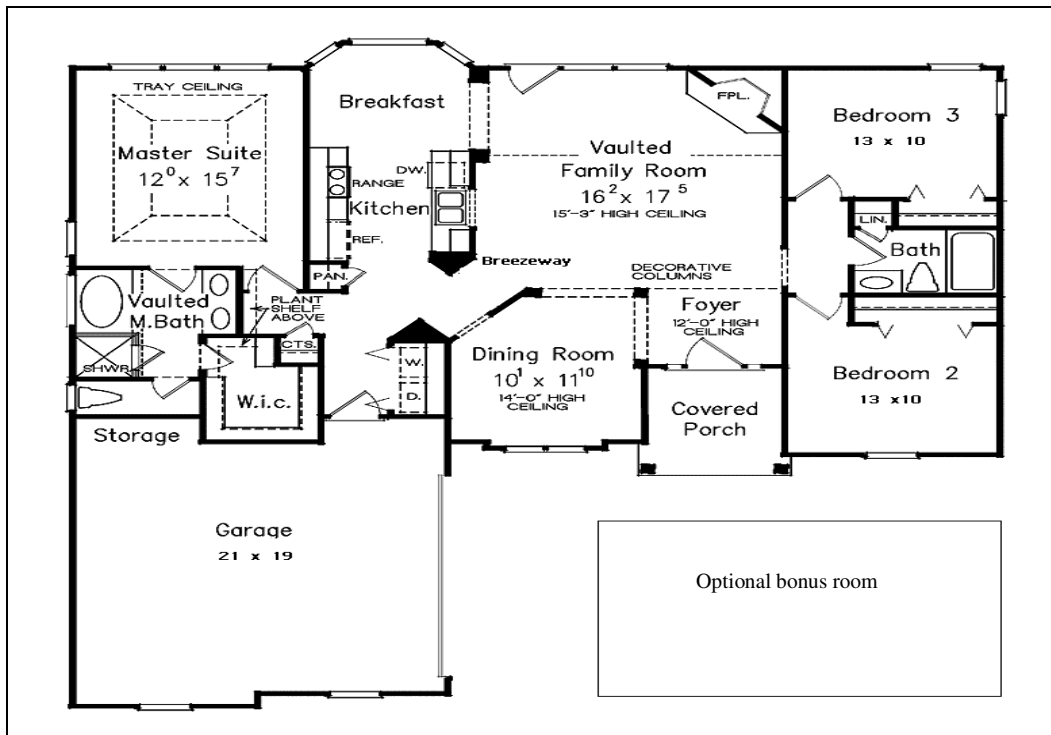 TRAY CEILING
Master Suite
12⁰ x 15⁷
Breakfast
RANGE
DW.
Kitchen
REF.
PAN.
FPL.
Vaulted
Family Room
16² x 17⁵
15'-3" HIGH CEILING
Breezeway
DECORATIVE
COLUMNS
Bedroom 3
13 x 10
LIN.
Bath
Vaulted
M.Bath
PLANT
SHELF
ABOVE
SHWR
CTS.
W.i.c.
W.
D.
Dining Room
10¹ x 11¹⁰
14'-0" HIGH
CEILING
Foyer
12'-0" HIGH
CEILING
Covered
Porch
Bedroom 2
13 x10
Storage
Garage
21 x 19
Optional bonus room